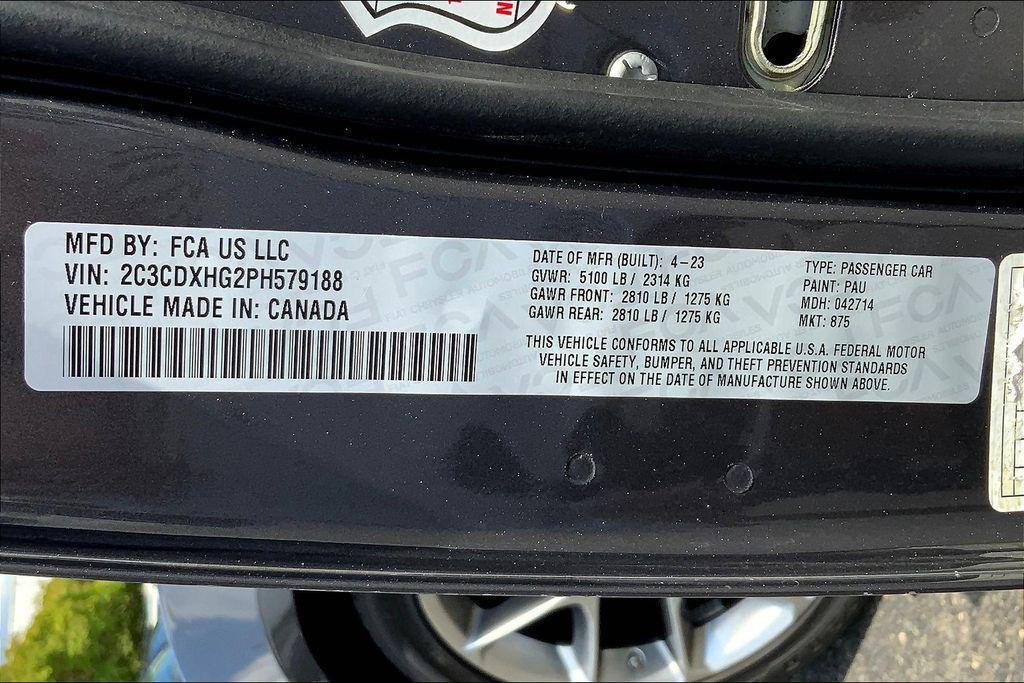 MFD BY: FCA US LLC
VIN: 2C3CDXHG2PH579188
VEHICLE MADE IN: CANADA
DATE OF MFR (BUILT): 4-23
GVWR: 5100 LB / 2314 KG
GAWR FRONT: 2810 LB / 1275 KG
GAWR REAR: 2810 LB / 1275 KG
TYPE: PASSENGER CAR
PAINT: PAU
MDH: 042714
MKT: 875
THIS VEHICLE CONFORMS TO ALL APPLICABLE U.S.A. FEDERAL MOTOR
VEHICLE SAFETY, BUMPER, AND THEFT PREVENTION STANDARDS
IN EFFECT ON THE DATE OF MANUFACTURE SHOWN ABOVE.